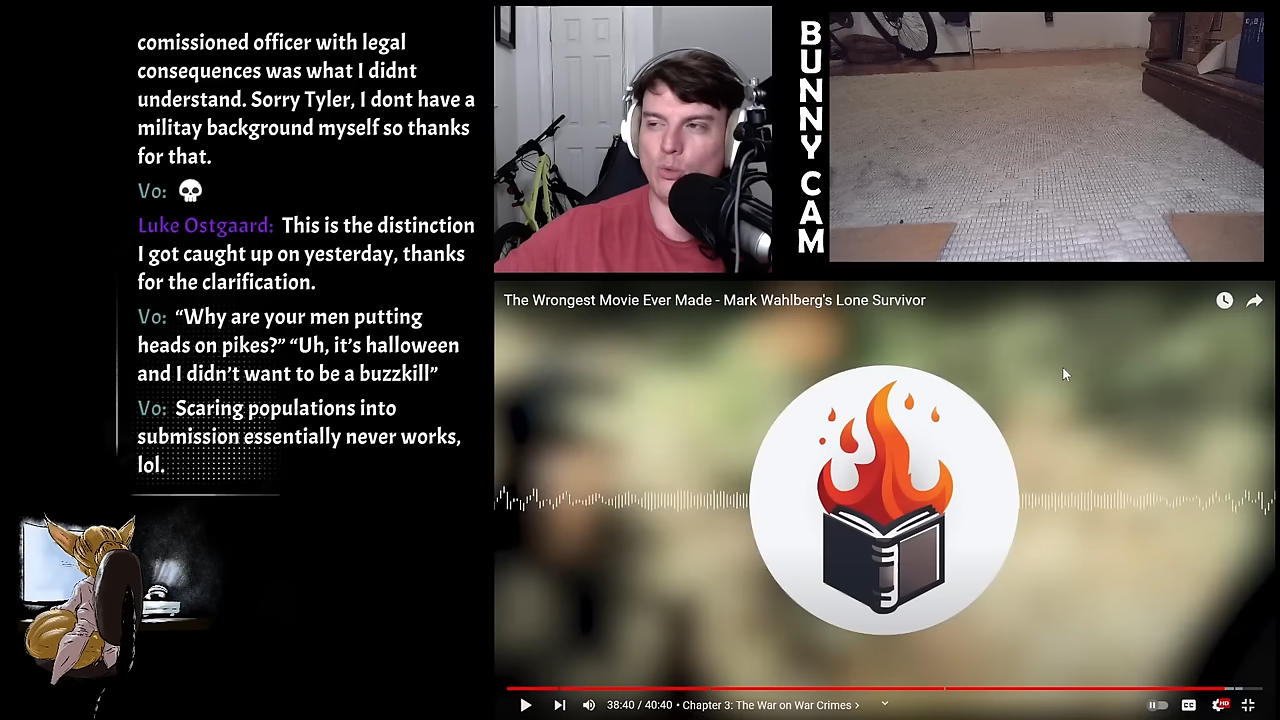 comissioned officer with legal
consequences was what I didnt
understand. Sorry Tyler, I dont have a
militay background myself so thanks
for that.
Vo: 💀
Luke Ostgaard: This is the distinction
I got caught up on yesterday, thanks
for the clarification.
Vo: “Why are your men putting
heads on pikes?” “Uh, it’s halloween
and I didn’t want to be a buzzkill”
Vo: Scaring populations into
submission essentially never works,
lol.
BUNNY CAM
The Wrongest Movie Ever Made - Mark Wahlberg's Lone Survivor
38:40 / 40:40 • Chapter 3: The War on War Crimes ›
CC
HD